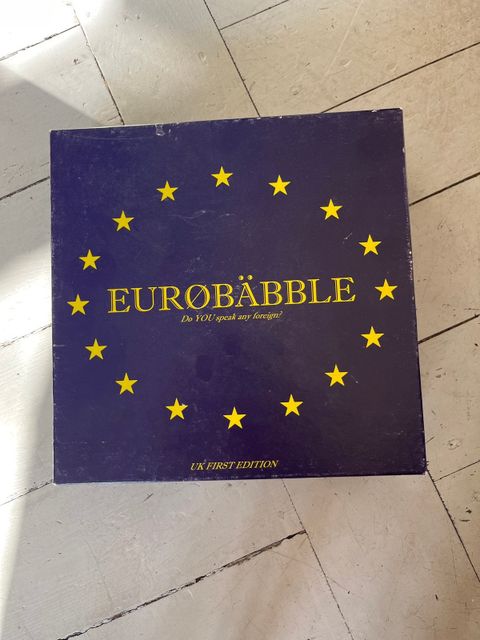 EURØBÄBBLE
Do YOU speak any foreign?
UK FIRST EDITION